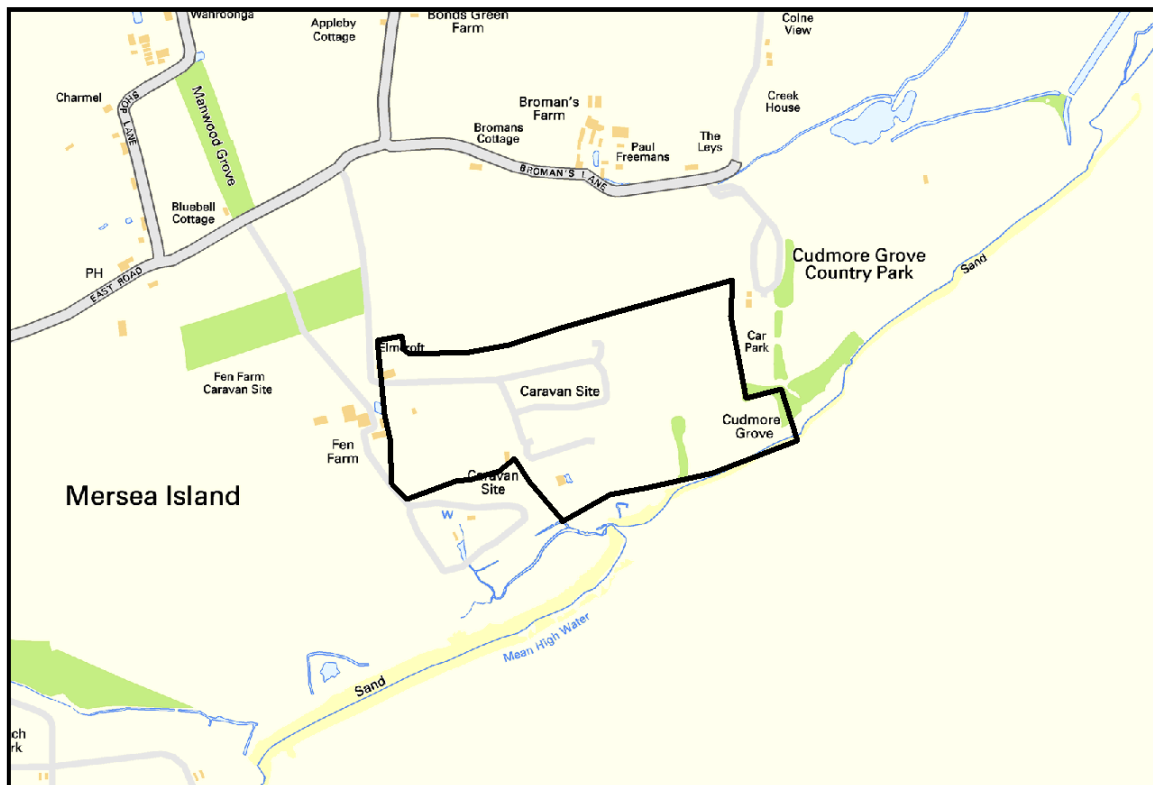 Wahroonga
Appleby
Cottage
Bonds Green
Farm
Colne
View
Charmel
SHOP LANE
Manwood Grove
Broman's
Farm
Creek
House
Bromans
Cottage
Paul
Freemans
The
Leys
BROMAN'S LANE
Bluebell
Cottage
PH
EAST ROAD
Cudmore Grove
Country Park
Sand
Elmcroft
Car
Park
Fen Farm
Caravan Site
Caravan Site
Cudmore
Grove
Fen
Farm
Caravan
Site
Mersea Island
W
Mean High Water
Sand
ch
rk